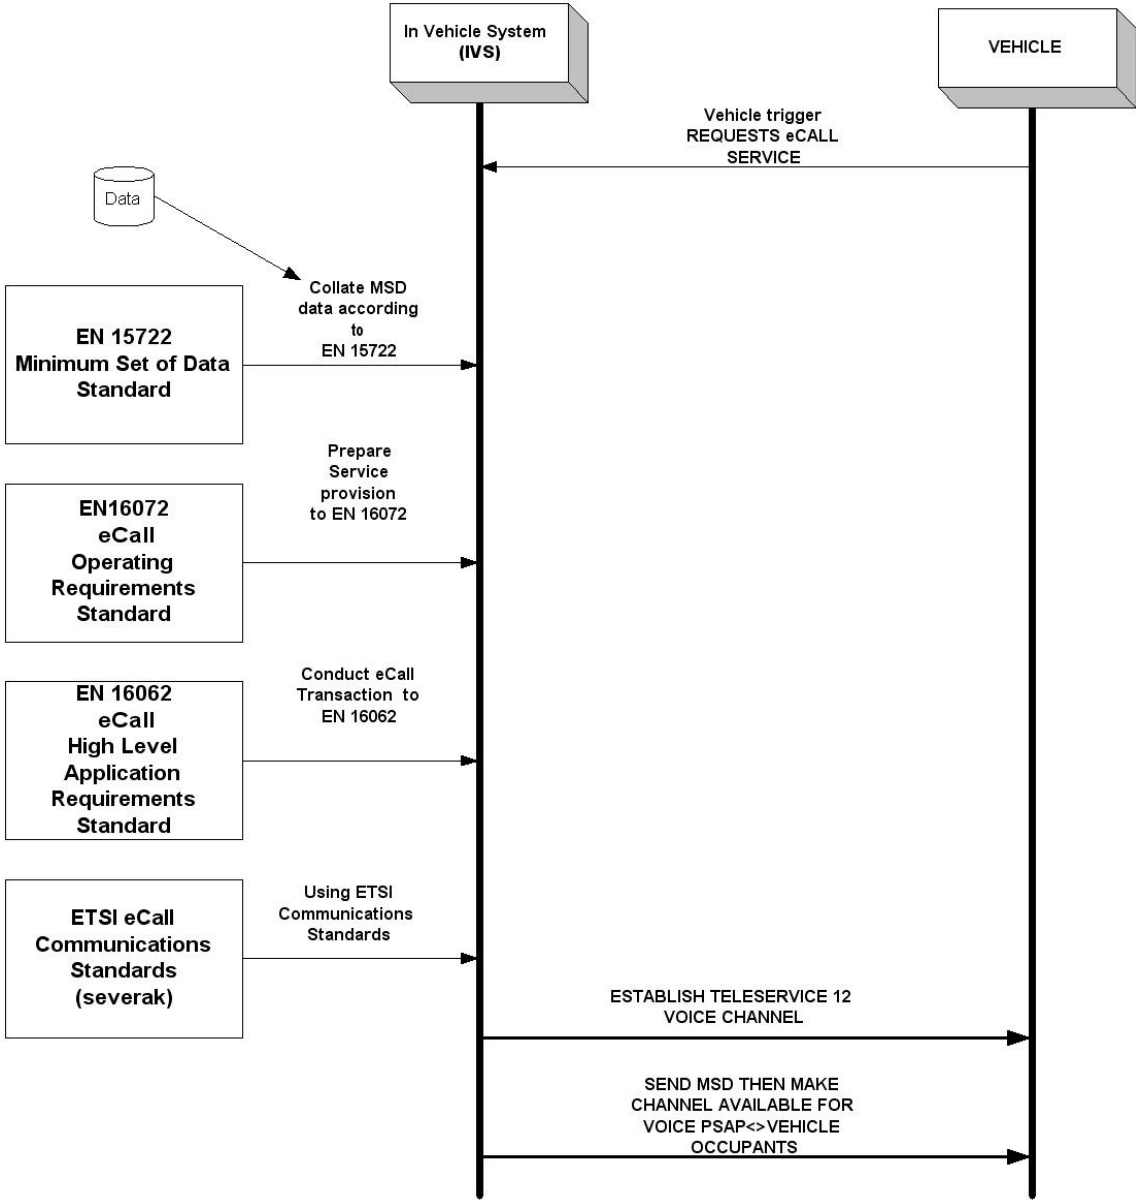 In Vehicle System
(IVS)
VEHICLE
Vehicle trigger
REQUESTS eCALL
SERVICE
Data
Collate MSD
data according
to
EN 15722
EN 15722
Minimum Set of Data
Standard
Prepare
Service
provision
to EN 16072
EN16072
eCall
Operating
Requirements
Standard
Conduct eCall
Transaction to
EN 16062
EN 16062
eCall
High Level
Application
Requirements
Standard
Using ETSI
Communications
Standards
ETSI eCall
Communications
Standards
(severak)
ESTABLISH TELESERVICE 12
VOICE CHANNEL
SEND MSD THEN MAKE
CHANNEL AVAILABLE FOR
VOICE PSAP<>VEHICLE
OCCUPANTS